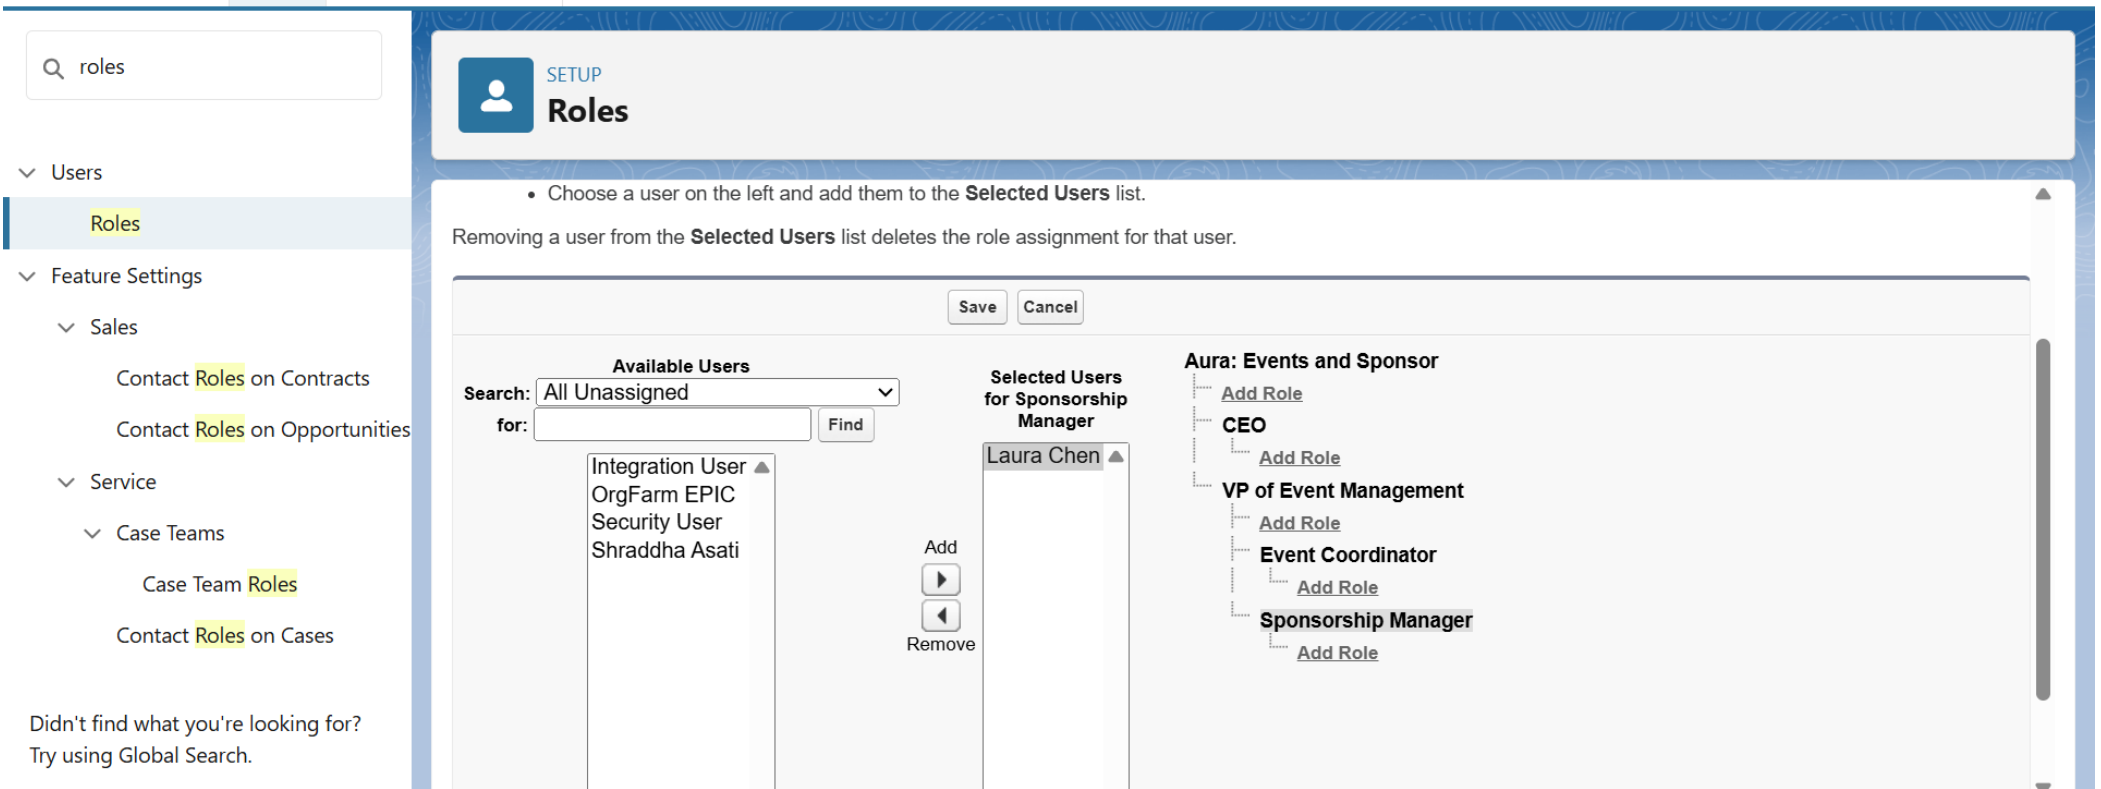 roles
Users
Roles
Feature Settings
Sales
Contact Roles on Contracts
Contact Roles on Opportunities
Service
Case Teams
Case Team Roles
Contact Roles on Cases
Didn't find what you're looking for?
Try using Global Search.
SETUP
Roles
• Choose a user on the left and add them to the Selected Users list.
Removing a user from the Selected Users list deletes the role assignment for that user.
Save Cancel
Available Users
Search: All Unassigned
for: Find
Integration User
OrgFarm EPIC
Security User
Shraddha Asati
Add
Remove
Selected Users
for Sponsorship
Manager
Laura Chen
Aura: Events and Sponsor
Add Role
CEO
Add Role
VP of Event Management
Add Role
Event Coordinator
Add Role
Sponsorship Manager
Add Role